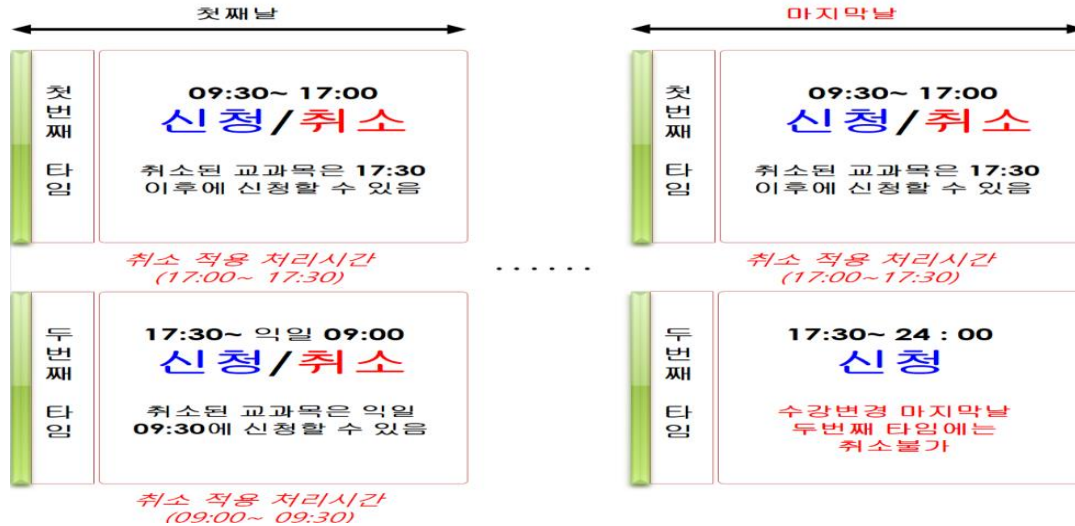 첫째날
첫번째 타임
09:30~ 17:00
신청/취소
취소된 교과목은 17:30
이후에 신청할 수 있음
취소 적용 처리시간
(17:00~ 17:30)
두번째 타임
17:30~ 익일 09:00
신청/취소
취소된 교과목은 익일
09:30에 신청할 수 있음
취소 적용 처리시간
(09:00~ 09:30)
......
마지막날
첫번째 타임
09:30~ 17:00
신청/취소
취소된 교과목은 17:30
이후에 신청할 수 있음
취소 적용 처리시간
(17:00~17:30)
두번째 타임
17:30~ 24 : 00
신청
수강변경 마지막날
두번째 타임에는
취소불가